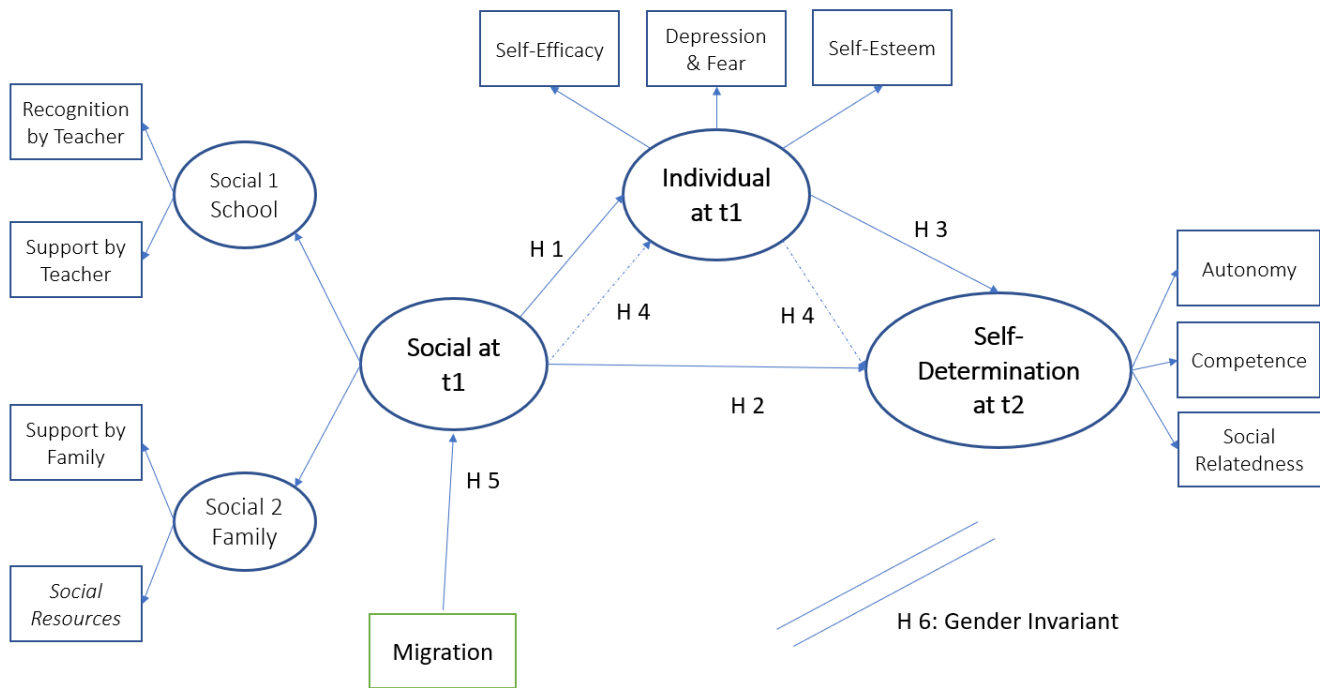 Self-Efficacy
Depression
& Fear
Self-Esteem
Recognition
by Teacher
Social 1
School
Support by
Teacher
Individual
at t1
H 1
H 3
H 4
H 4
Autonomy
Social at
t1
Self-
Determination
at t2
Competence
H 2
Support by
Family
Social
Relatedness
H 5
Social 2
Family
Social
Resources
Migration
H 6: Gender Invariant